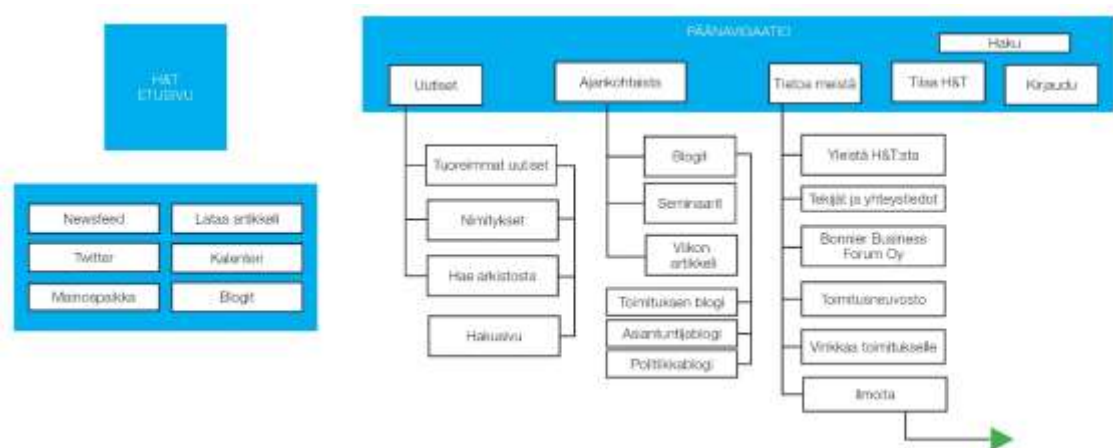 H&T
ETUSIVU
Newsfeed
Lataa artikkeli
Twitter
Kalenteri
Mainospaikka
Blogit
PÄÄNAVIGAATIO
Haku
Uutiset
Ajankohtaista
Tietoa meistä
Tilaa H&T
Kirjaudu
Tuoreimmat uutiset
Nimitykset
Hae arkistosta
Hakusivu
Blogit
Seminaarit
Viikon
artikkeli
Toimituksen blogi
Asiantuntijablogi
Politiikkablogi
Yleistä H&T:sta
Tekijät ja yhteystiedot
Bonnier Business
Forum Oy
Toimitusneuvosto
Vinkkaa toimitukselle
Ilmoita